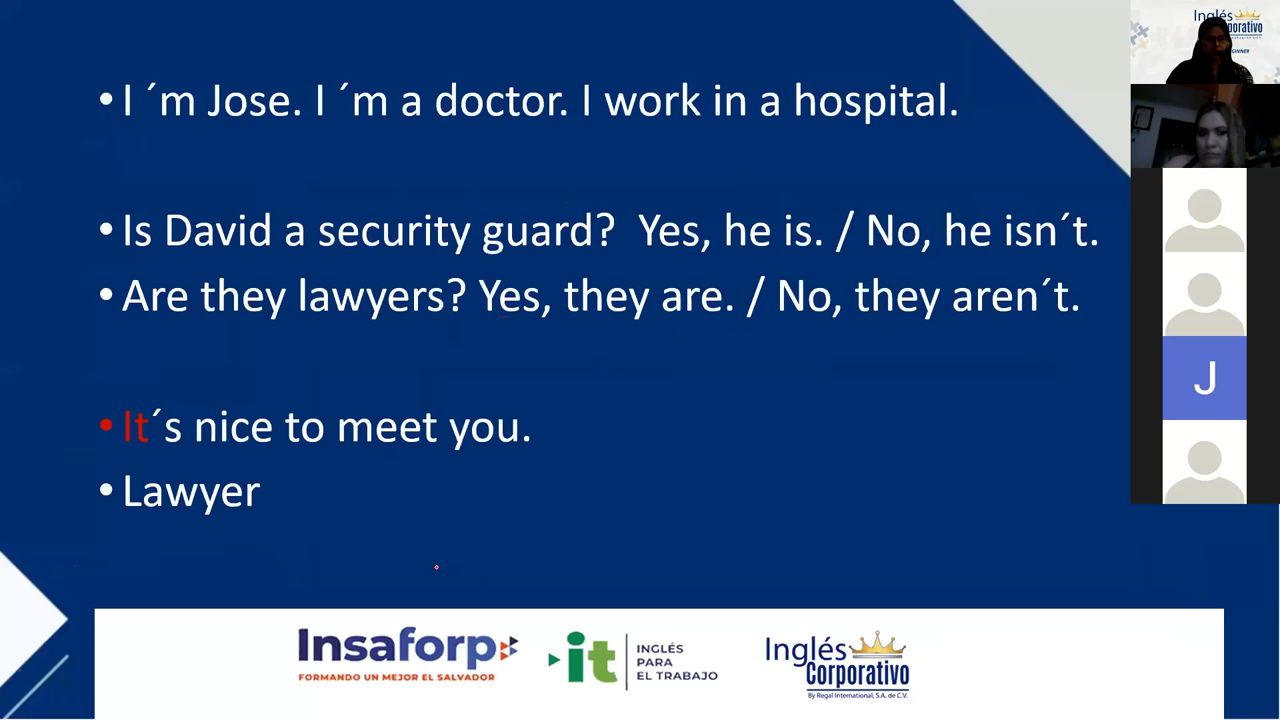 • I ´m Jose. I ´m a doctor. I work in a hospital.
• Is David a security guard?  Yes, he is. / No, he isn´t.
• Are they lawyers? Yes, they are. / No, they aren´t.
• It´s nice to meet you.
• Lawyer
Inglés
J
Insaforp
FORMANDO UN MEJOR EL SALVADOR
it
INGLÉS
PARA
EL TRABAJO
Inglés
Corporativo
By Regal International, S.A. de C.V.